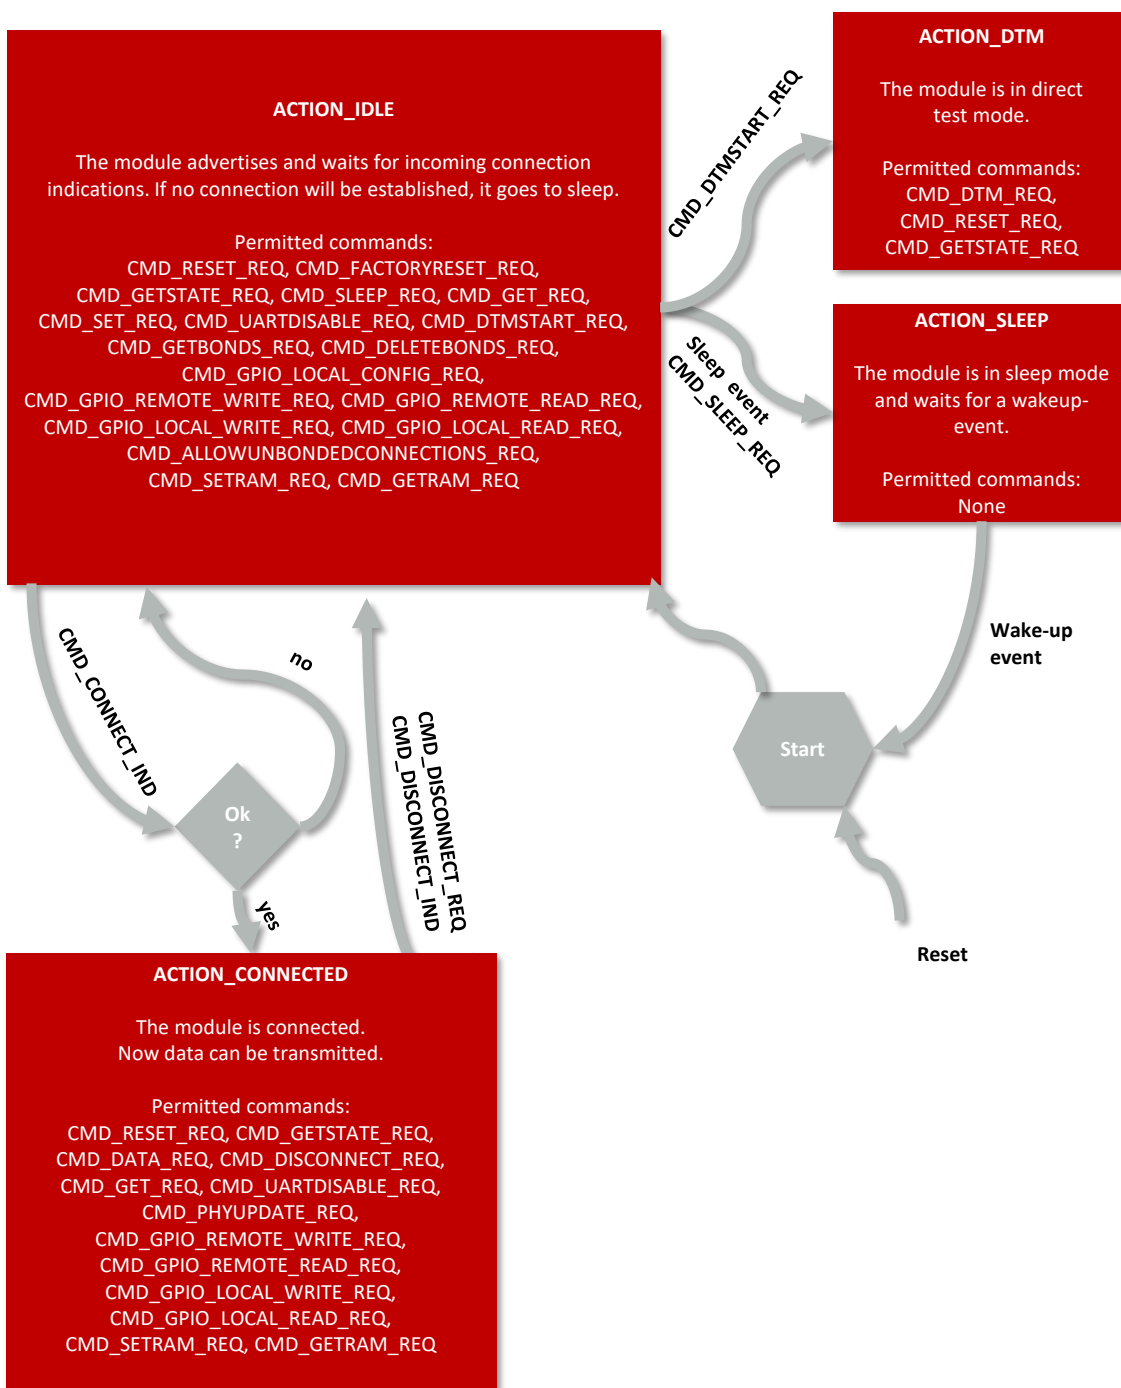 ACTION_IDLE
The module advertises and waits for incoming connection
indications. If no connection will be established, it goes to sleep.
Permitted commands:
CMD_RESET_REQ, CMD_FACTORYRESET_REQ,
CMD_GETSTATE_REQ, CMD_SLEEP_REQ, CMD_GET_REQ,
CMD_SET_REQ, CMD_UARTDISABLE_REQ, CMD_DTMSTART_REQ,
CMD_GETBONDS_REQ, CMD_DELETEBONDS_REQ,
CMD_GPIO_LOCAL_CONFIG_REQ,
CMD_GPIO_REMOTE_WRITE_REQ, CMD_GPIO_REMOTE_READ_REQ,
CMD_GPIO_LOCAL_WRITE_REQ, CMD_GPIO_LOCAL_READ_REQ,
CMD_ALLOWUNBONDEDCONNECTIONS_REQ,
CMD_SETRAM_REQ, CMD_GETRAM_REQ
CMD_DTMSTART_REQ
ACTION_DTM
The module is in direct
test mode.
Permitted commands:
CMD_DTM_REQ,
CMD_RESET_REQ,
CMD_GETSTATE_REQ
Sleep event
CMD_SLEEP_REQ
ACTION_SLEEP
The module is in sleep mode
and waits for a wakeup-
event.
Permitted commands:
None
Wake-up
event
Start
Reset
CMD_CONNECT_IND
no
Ok
?
yes
CMD_DISCONNECT_REQ
CMD_DISCONNECT_IND
ACTION_CONNECTED
The module is connected.
Now data can be transmitted.
Permitted commands:
CMD_RESET_REQ, CMD_GETSTATE_REQ,
CMD_DATA_REQ, CMD_DISCONNECT_REQ,
CMD_GET_REQ, CMD_UARTDISABLE_REQ,
CMD_PHYUPDATE_REQ,
CMD_GPIO_REMOTE_WRITE_REQ,
CMD_GPIO_REMOTE_READ_REQ,
CMD_GPIO_LOCAL_WRITE_REQ,
CMD_GPIO_LOCAL_READ_REQ,
CMD_SETRAM_REQ, CMD_GETRAM_REQ